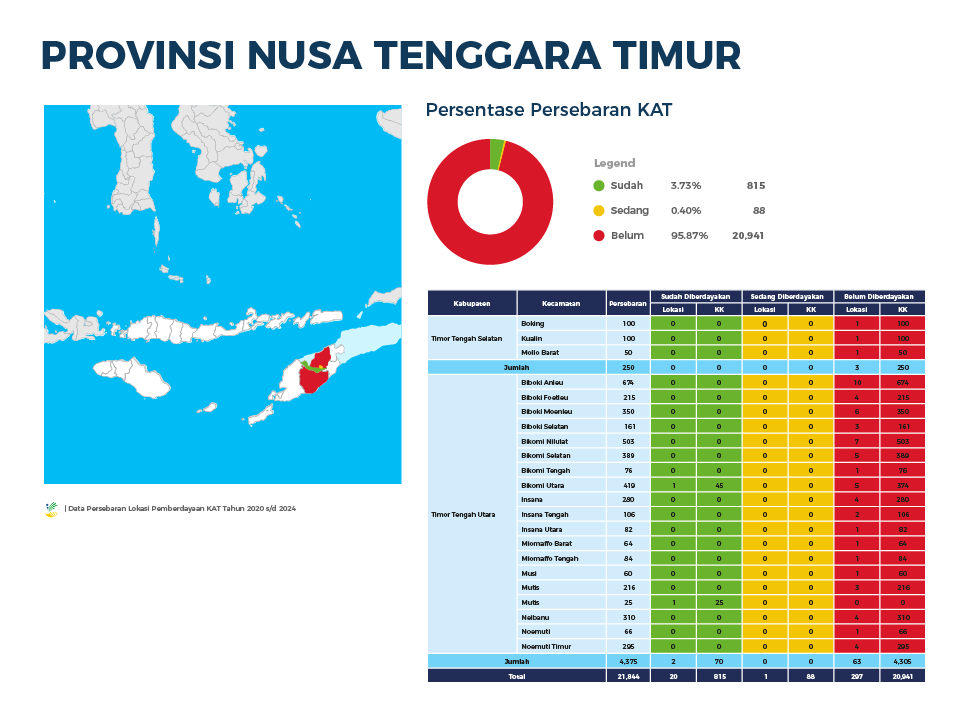 PROVINSI NUSA TENGGARA TIMUR
Persentase Persebaran KAT
Legend
Sudah 3.73% 815
Sedang 0.40% 88
Belum 95.87% 20,941
| Data Persebaran Lokasi Pemberdayaan KAT Tahun 2020 s/d 2024
Kabupaten Kecamatan Persebaran Sudah Diberdayakan Sedang Diberdayakan Belum Diberdayakan
Lokasi KK Lokasi KK Lokasi KK
Timor Tengah Selatan
Boking 100 0 0 0 0 1 100
Kualin 100 0 0 0 0 1 100
Mollo Barat 50 0 0 0 0 1 50
Jumlah 250 0 0 0 0 3 250
Timor Tengah Utara
Biboki Anleu 674 0 0 0 0 10 674
Biboki Foetleu 215 0 0 0 0 4 215
Biboki Moenleu 350 0 0 0 0 6 350
Biboki Selatan 161 0 0 0 0 3 161
Bikomi Nilulat 503 0 0 0 0 7 503
Bikomi Selatan 389 0 0 0 0 5 389
Bikomi Tengah 76 0 0 0 0 1 76
Bikomi Utara 419 1 45 0 0 5 374
Insana 280 0 0 0 0 4 280
Insana Tengah 106 0 0 0 0 2 106
Insana Utara 82 0 0 0 0 1 82
Miomaffo Barat 64 0 0 0 0 1 64
Miomaffo Tengah 84 0 0 0 0 1 84
Musi 60 0 0 0 0 1 60
Mutis 216 0 0 0 0 3 216
Mutis 25 1 25 0 0 0 0
Neibanu 310 0 0 0 0 4 310
Noemuti 66 0 0 0 0 1 66
Noemuti Timur 295 0 0 0 0 4 295
Jumlah 4,375 2 70 0 0 63 4,305
Total 21,844 20 815 1 88 297 20,941